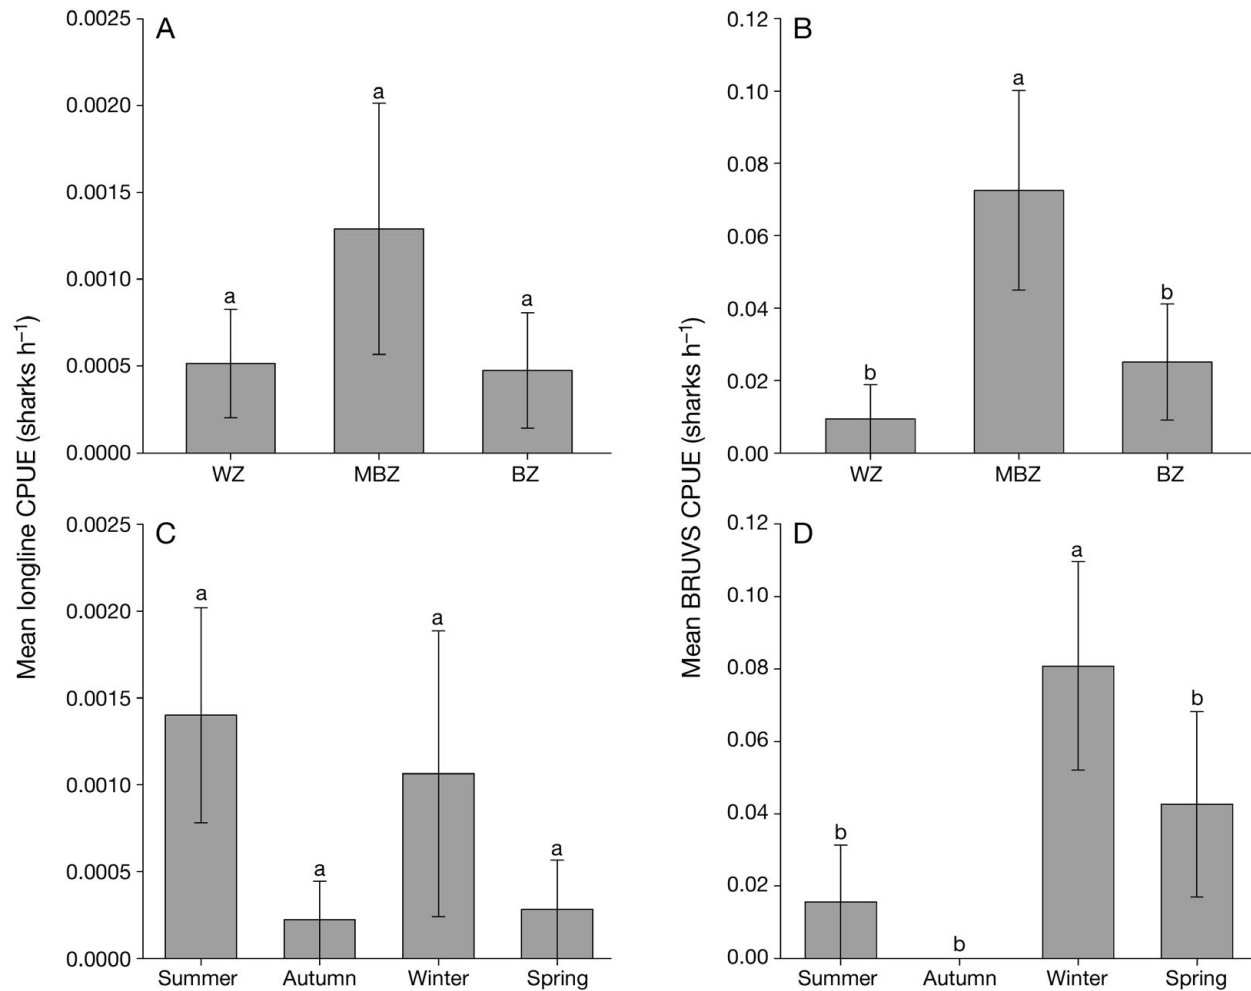 A
Mean longline CPUE (sharks h⁻¹)
0.0025
0.0020
0.0015
0.0010
0.0005
0.0000
a
a
a
WZ
MBZ
BZ
B
Mean BRUVS CPUE (sharks h⁻¹)
0.12
0.10
0.08
0.06
0.04
0.02
0.00
b
a
b
WZ
MBZ
BZ
C
0.0025
0.0020
0.0015
0.0010
0.0005
0.0000
a
a
a
a
Summer
Autumn
Winter
Spring
D
0.12
0.10
0.08
0.06
0.04
0.02
0.00
b
b
a
b
Summer
Autumn
Winter
Spring